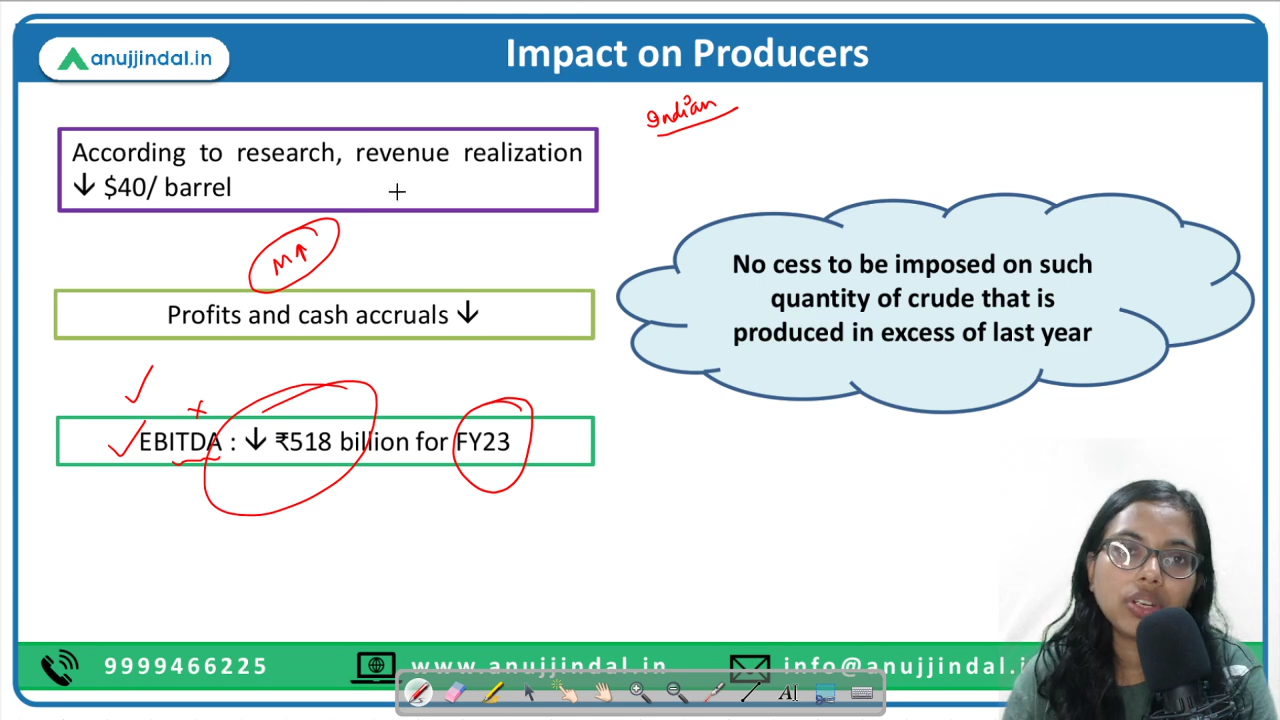 anujjindal.in
Impact on Producers
Indian
According to research, revenue realization
↓ $40/ barrel
M↑
Profits and cash accruals ↓
EBITDA : ↓ ₹518 billion for FY23
No cess to be imposed on such
quantity of crude that is
produced in excess of last year
9999466225
www.anujjindal.in
info@anujjindal.i
A